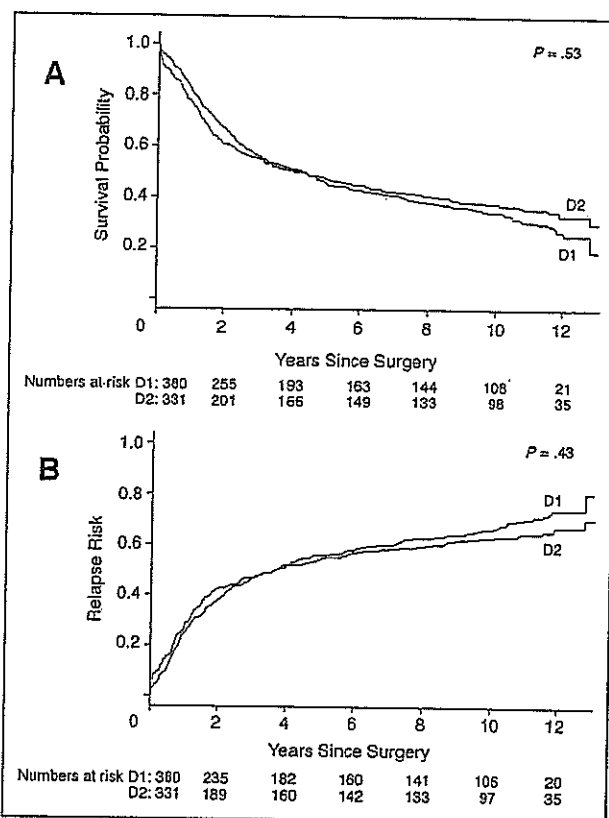 A
P = .53
Survival Probability
1.0
0.8
0.6
0.4
0.2
D2
D1
0 2 4 6 8 10 12
Years Since Surgery
Numbers at-risk D1: 380 255 193 163 144 108 21
D2: 331 201 166 149 133 98 35
B
P = .43
Relapse Risk
1.0
0.8
0.6
0.4
0.2
D1
D2
0 2 4 6 8 10 12
Years Since Surgery
Numbers at risk D1: 380 235 182 160 141 106 20
D2: 331 189 160 142 133 97 35